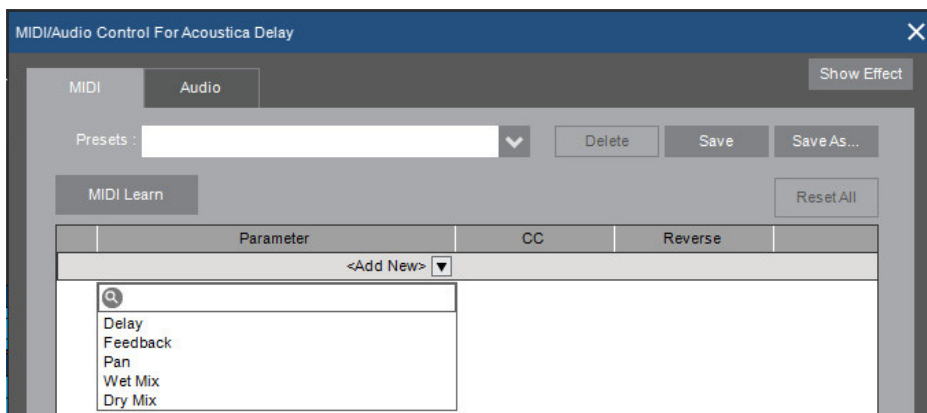 MIDI/Audio Control For Acoustica Delay
Show Effect
MIDI Audio
Presets : Delete Save Save As...
MIDI Learn Reset All
Parameter CC Reverse
<Add New>
Delay
Feedback
Pan
Wet Mix
Dry Mix